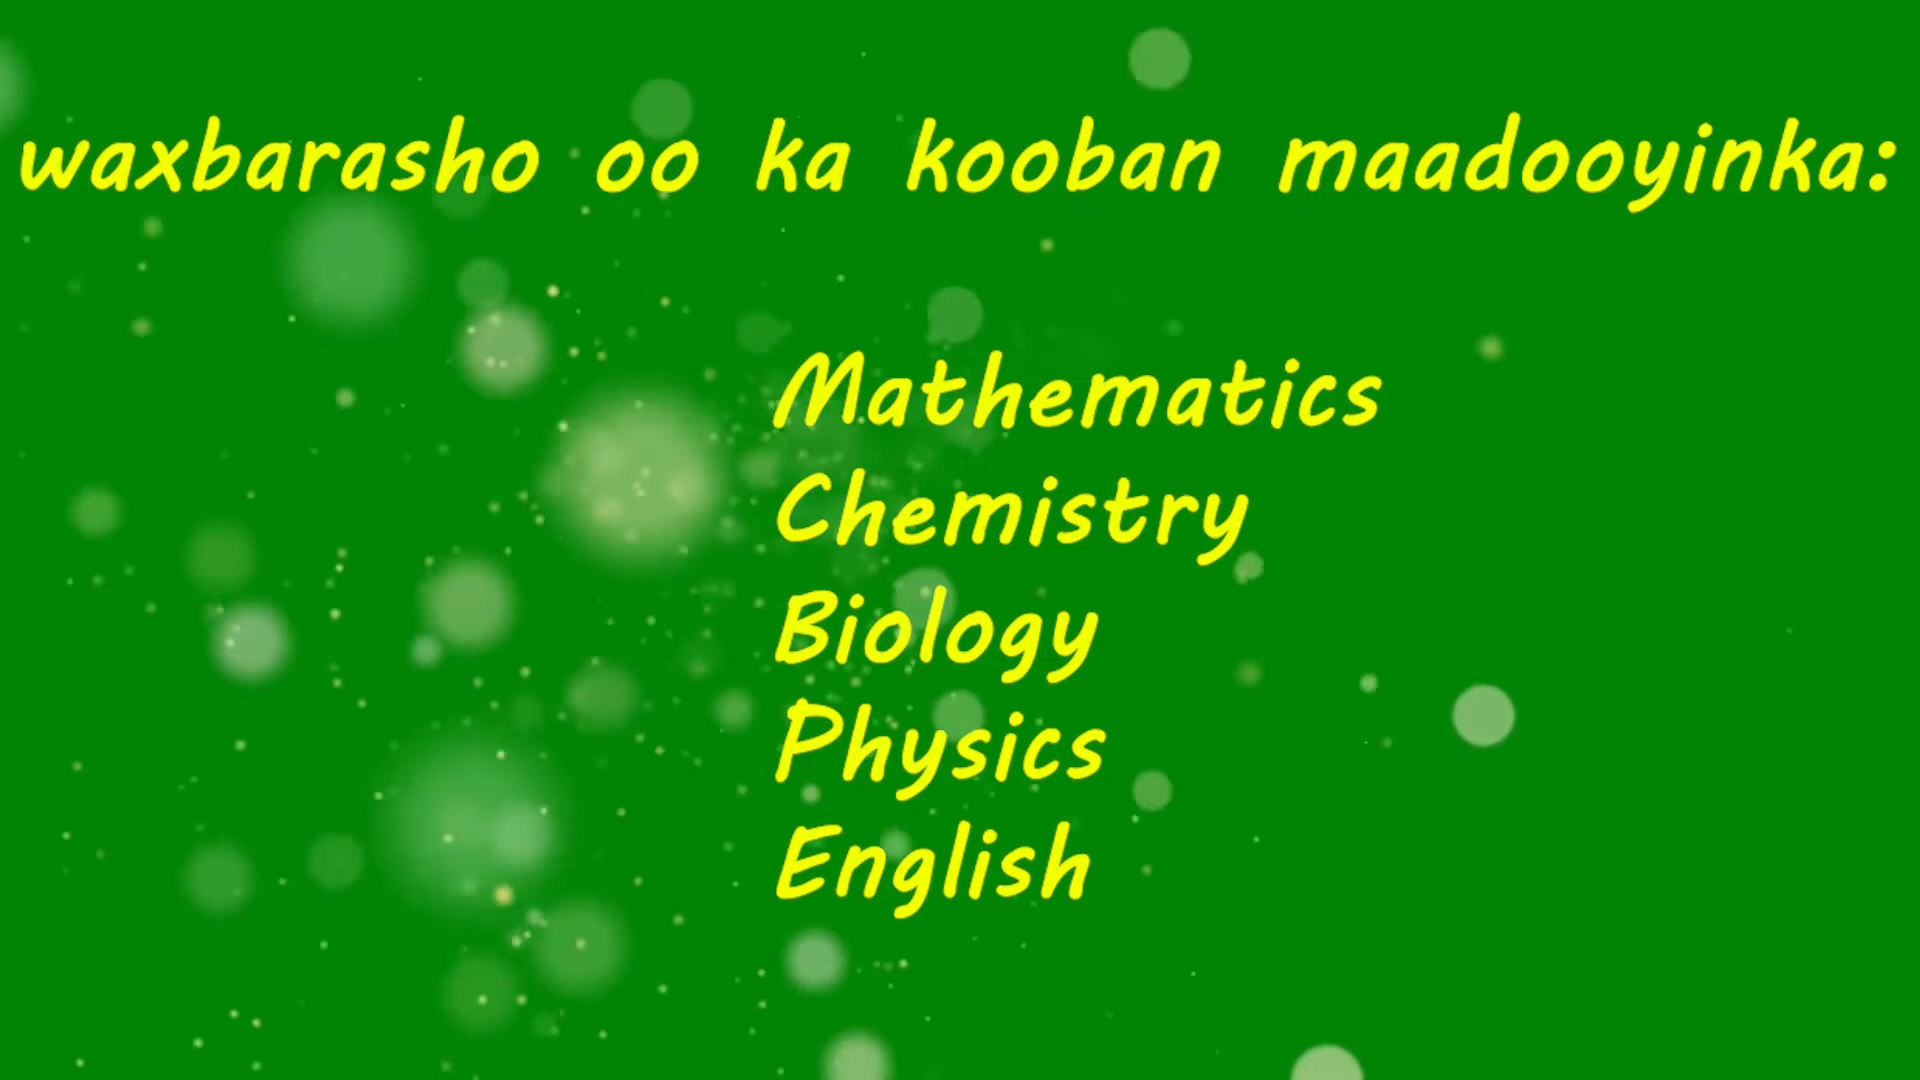 waxbarasho oo ka kooban maadooyinka:
Mathematics
Chemistry
Biology
Physics
English